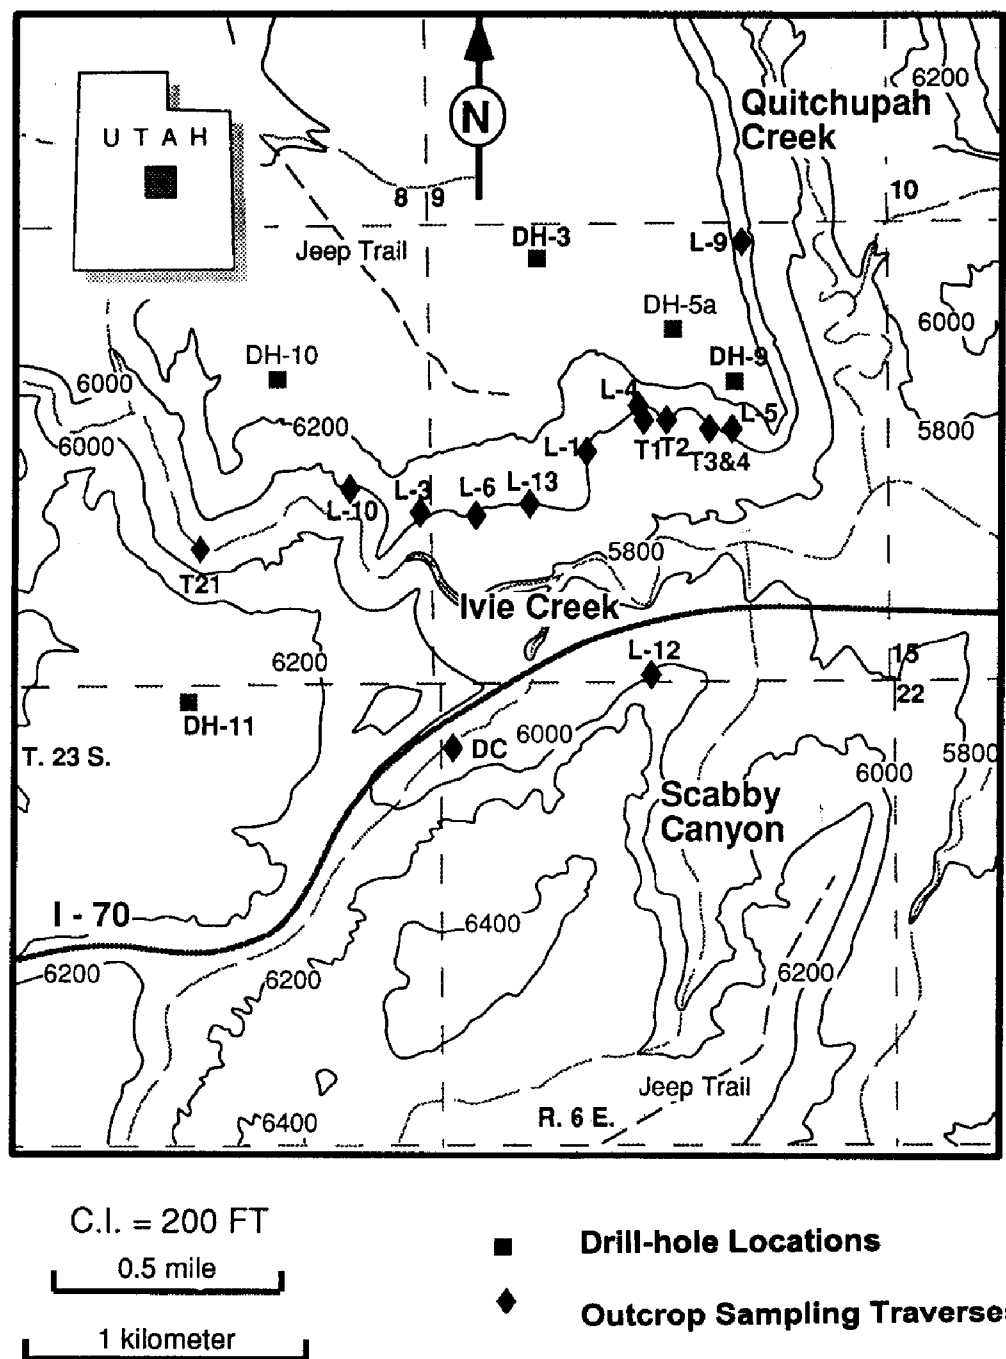 6200
Quitchupah
Creek
UTAH
N
8 9
10
DH-3
L-9
Jeep Trail
DH-5a
6000
DH-10
DH-9
6000
L-4
L-5
6200
5800
6000
L-1
T1
T2
T3&4
L-3
L-6
L-13
L-10
5800
T21
Ivie Creek
6200
L-12
15
22
DH-11
6000
DC
T. 23 S.
5800
6000
Scabby
Canyon
I - 70
6400
6200
6200
6200
Jeep Trail
R. 6 E.
6400
C.I. = 200 FT
0.5 mile
Drill-hole Locations
1 kilometer
Outcrop Sampling Traverses